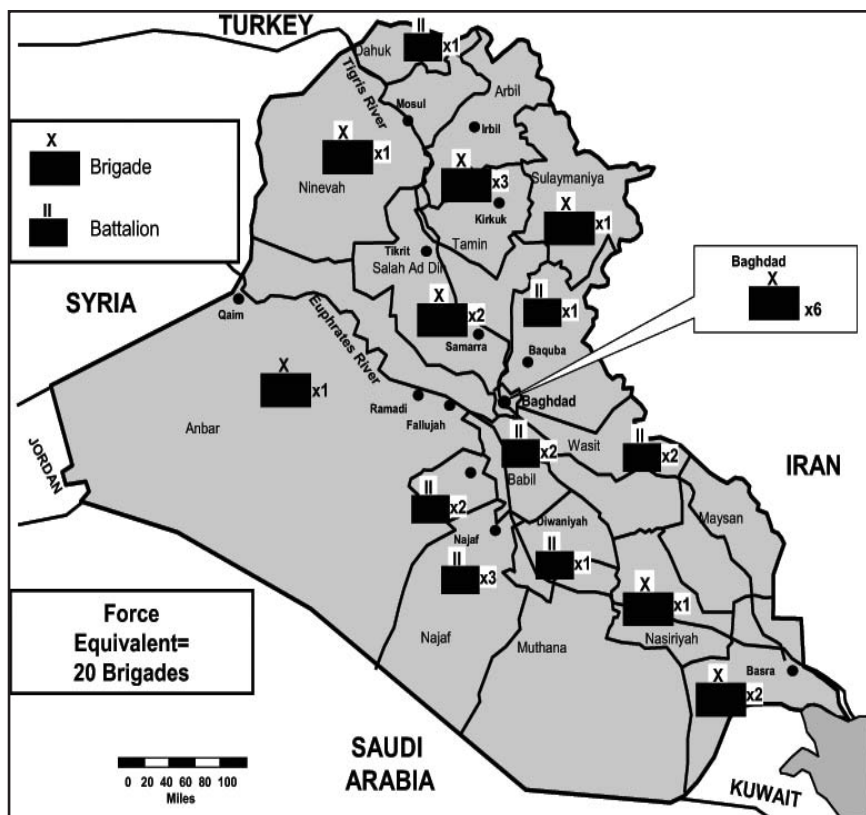 TURKEY
II
x1
Dahuk
Tigris River
Arbil
Mosul
Irbil
X
Brigade
II
Battalion
X
x1
Ninevah
X
x3
Kirkuk
Tamin
Sulaymaniya
X
x1
Tikrit
Salah Ad Din
Baghdad
X
x6
SYRIA
Qaim
Euphrates River
X
x2
Samarra
II
x1
Baquba
X
x1
Anbar
Ramadi
Fallujah
Baghdad
JORDAN
II
x2
Babil
Wasit
II
x2
IRAN
Maysan
II
x2
Najaf
Diwaniyah
II
x1
II
x3
X
x1
Nasiriyah
Force
Equivalent=
20 Brigades
Najaf
Muthana
Basra
X
x2
SAUDI
ARABIA
KUWAIT
0 20 40 60 80 100
Miles